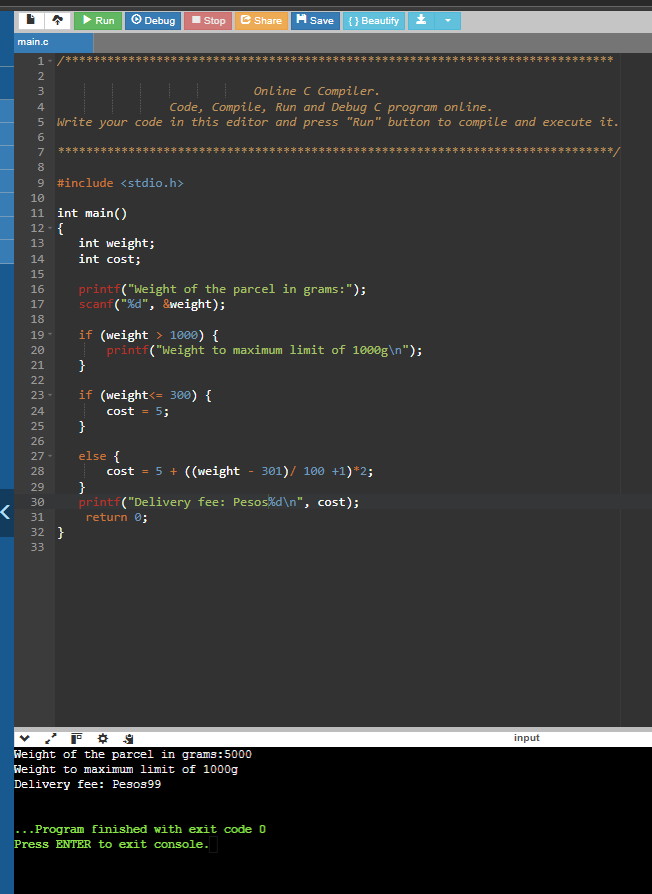 Run Debug Stop Share Save { } Beautify
main.c
1 /******************************************************************************
2
3 Online C Compiler.
4 Code, Compile, Run and Debug C program online.
5 Write your code in this editor and press "Run" button to compile and execute it.
6
7 *******************************************************************************/
8
9 #include <stdio.h>
10
11 int main()
12 {
13 int weight;
14 int cost;
15
16 printf("Weight of the parcel in grams:");
17 scanf("%d", &weight);
18
19 if (weight > 1000) {
20 printf("Weight to maximum limit of 1000g\n");
21 }
22
23 if (weight<= 300) {
24 cost = 5;
25 }
26
27 else {
28 cost = 5 + ((weight - 301)/ 100 +1)*2;
29 }
30 printf("Delivery fee: Pesos%d\n", cost);
31 return 0;
32 }
33
input
Weight of the parcel in grams:5000
Weight to maximum limit of 1000g
Delivery fee: Pesos99
...Program finished with exit code 0
Press ENTER to exit console.